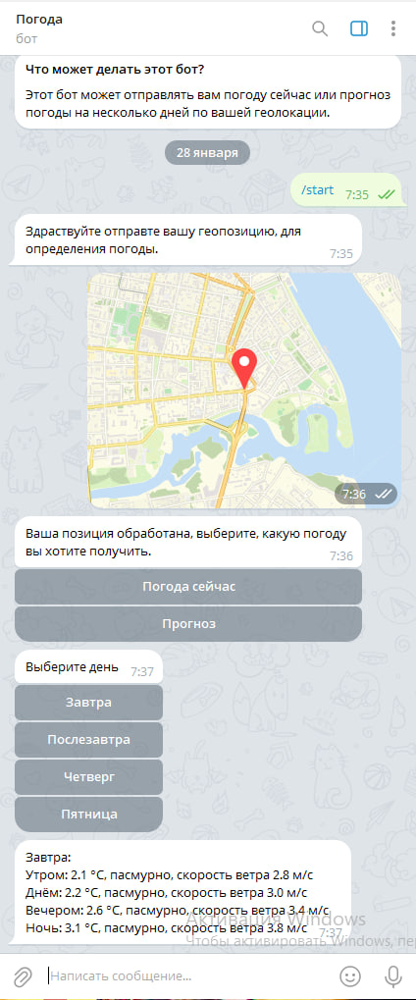 Погода
бот
Что может делать этот бот?
Этот бот может отправлять вам погоду сейчас или прогноз
погоды на несколько дней по вашей геолокации.
28 января
/start 7:35
Здраствуйте отправте вашу геопозицию, для
определения погоды. 7:35
7:36
Ваша позиция обработана, выберите, какую погоду
вы хотите получить. 7:36
Погода сейчас
Прогноз
Выберите день 7:37
Завтра
Послезавтра
Четверг
Пятница
Завтра:
Утром: 2.1 °C, пасмурно, скорость ветра 2.8 м/с
Днём: 2.2 °C, пасмурно, скорость ветра 3.0 м/с
Вечером: 2.6 °C, пасмурно, скорость ветра 3.4 м/с
Ночь: 3.1 °C, пасмурно, скорость ветра 3.8 м/с 7:37
Активация Windows
Чтобы активировать Windows, пер
Написать сообщение...